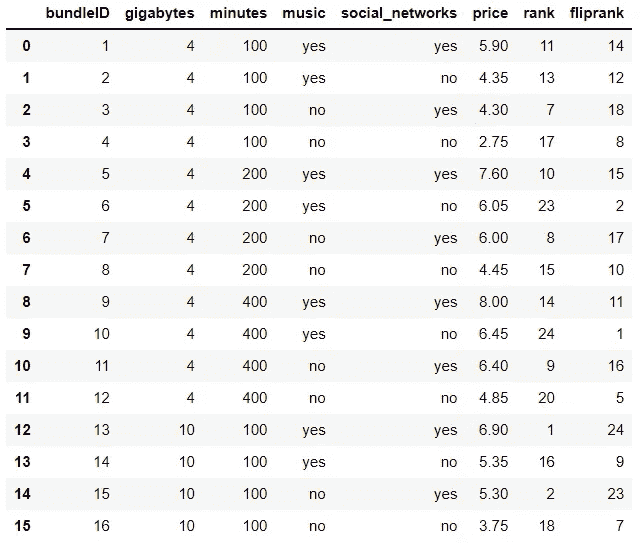 bundleID gigabytes minutes music social_networks price rank fliprank
0 1 4 100 yes yes 5.90 11 14
1 2 4 100 yes no 4.35 13 12
2 3 4 100 no yes 4.30 7 18
3 4 4 100 no no 2.75 17 8
4 5 4 200 yes yes 7.60 10 15
5 6 4 200 yes no 6.05 23 2
6 7 4 200 no yes 6.00 8 17
7 8 4 200 no no 4.45 15 10
8 9 4 400 yes yes 8.00 14 11
9 10 4 400 yes no 6.45 24 1
10 11 4 400 no yes 6.40 9 16
11 12 4 400 no no 4.85 20 5
12 13 10 100 yes yes 6.90 1 24
13 14 10 100 yes no 5.35 16 9
14 15 10 100 no yes 5.30 2 23
15 16 10 100 no no 3.75 18 7